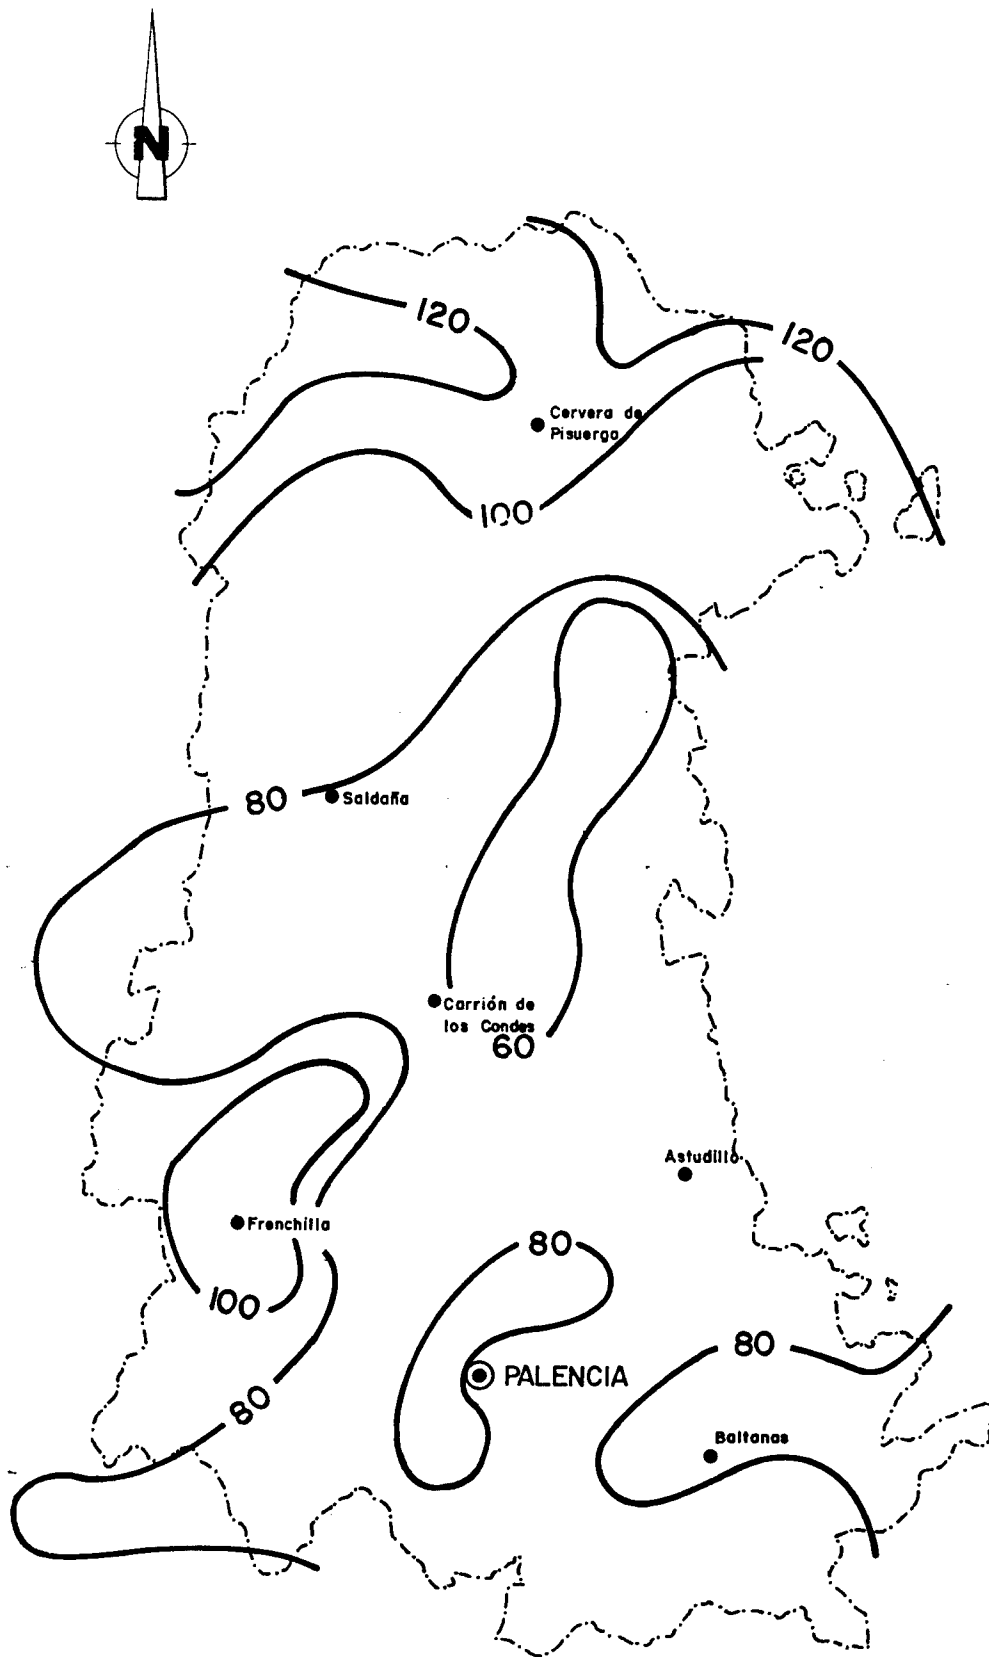 N
120
120
Cervera de
Pisuerga
100
80
Saldaña
Carrión de
los Condes
60
Astudillo
Frenchilla
80
100
80
PALENCIA
80
Baltanas